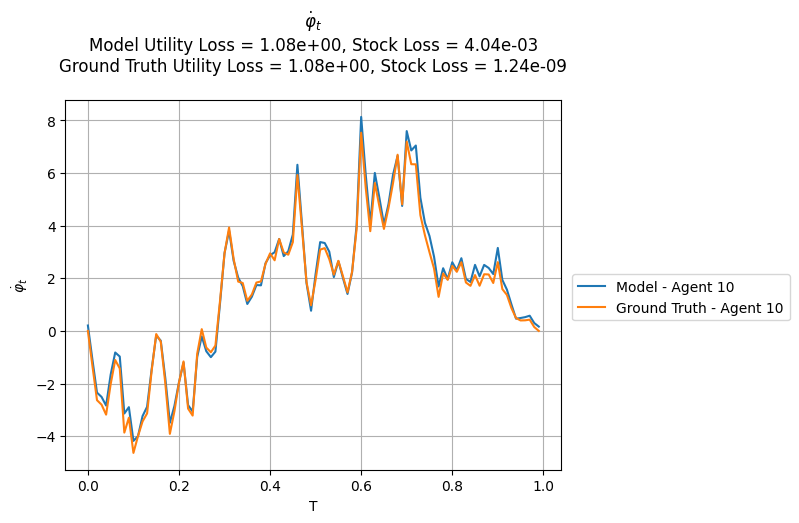 φ̇ₜ
Model Utility Loss = 1.08e+00, Stock Loss = 4.04e-03
Ground Truth Utility Loss = 1.08e+00, Stock Loss = 1.24e-09
8
6
4
2
0
−2
−4
φ̇ₜ
0.0 0.2 0.4 0.6 0.8 1.0
T
Model - Agent 10
Ground Truth - Agent 10